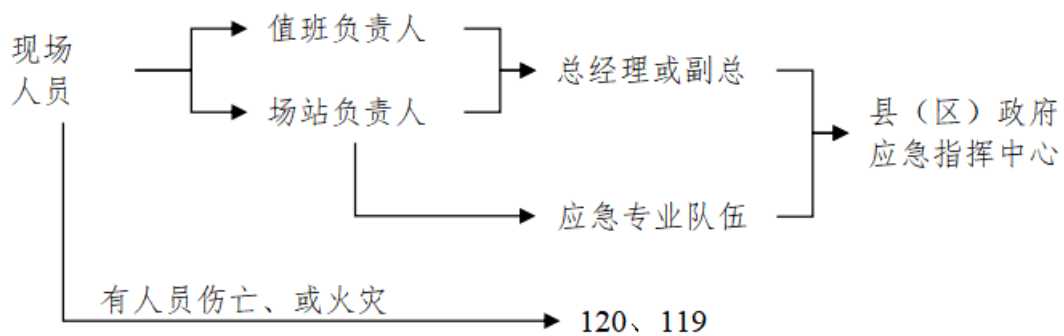 现场
人员
值班负责人
场站负责人
总经理或副总
应急专业队伍
县（区）政府
应急指挥中心
有人员伤亡、或火灾
120、119